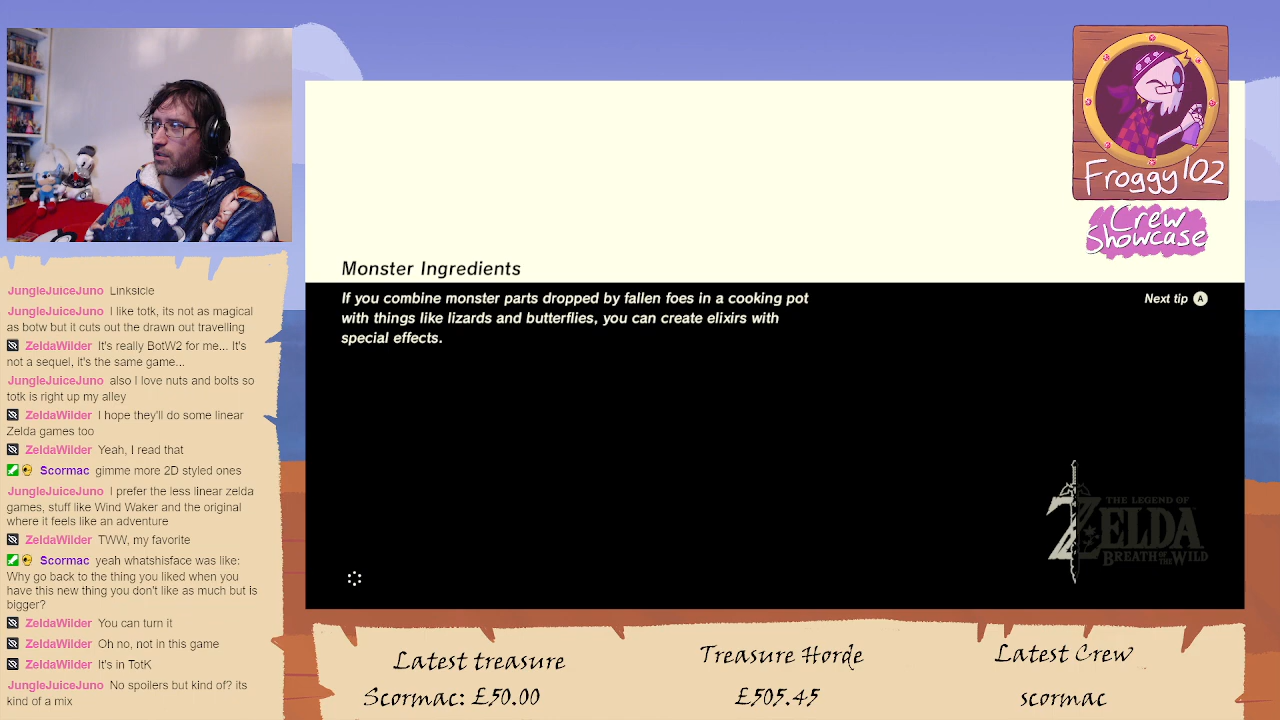 Froggy102
Crew
Showcase
Monster Ingredients
If you combine monster parts dropped by fallen foes in a cooking pot
with things like lizards and butterflies, you can create elixirs with
special effects.
Next tip A
THE LEGEND OF
ZELDA
BREATH OF THE WILD
JungleJuiceJuno Linksicle
JungleJuiceJuno I like totk, its not as magical
as botw but it cuts out the drawn out travelling
ZeldaWilder It's really BotW2 for me... It's
not a sequel, it's the same game...
JungleJuiceJuno also I love nuts and bolts so
totk is right up my alley
ZeldaWilder I hope they'll do some linear
Zelda games too
ZeldaWilder Yeah, I read that
Scormac gimme more 2D styled ones
JungleJuiceJuno I prefer the less linear zelda
games, stuff like Wind Waker and the original
where it feels like an adventure
ZeldaWilder TWW, my favorite
Scormac yeah whatshisface was like:
Why go back to the thing you liked when you
have this new thing you don't like as much but is
bigger?
ZeldaWilder You can turn it
ZeldaWilder Oh no, not in this game
ZeldaWilder It's in TotK
JungleJuiceJuno No spoilers but kind of? its
kind of a mix
Latest treasure
Scormac: £50.00
Treasure Horde
£505.45
Latest Crew
scormac